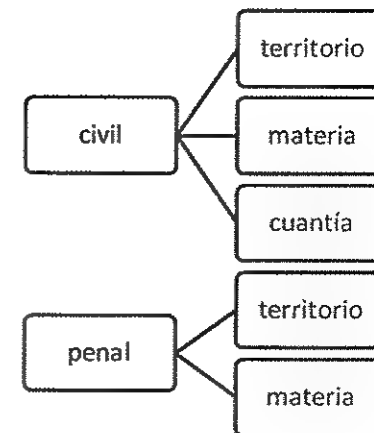 territorio
civil
materia
cuantía
territorio
penal
materia